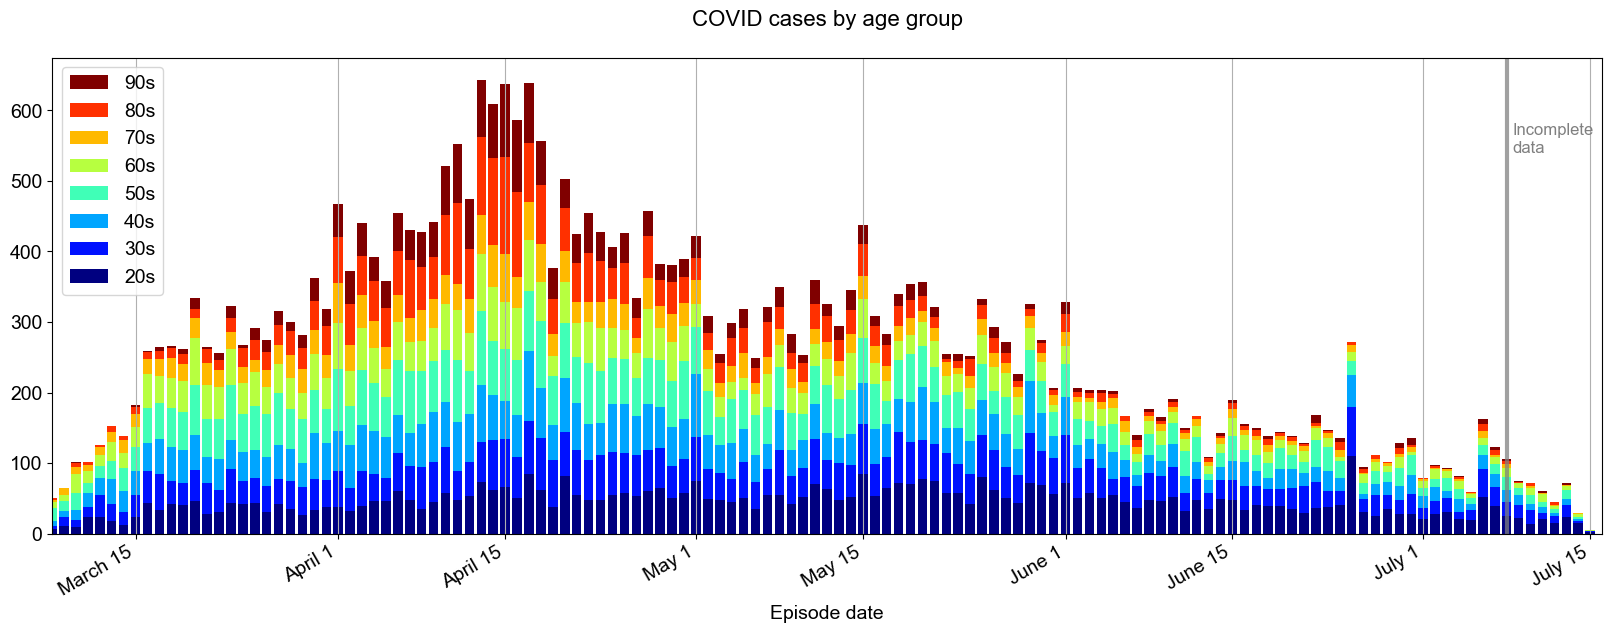 COVID cases by age group
90s
80s
70s
60s
50s
40s
30s
20s
600
500
400
300
200
100
0
Incomplete
data
March 15
April 1
April 15
May 1
May 15
June 1
June 15
July 1
July 15
Episode date